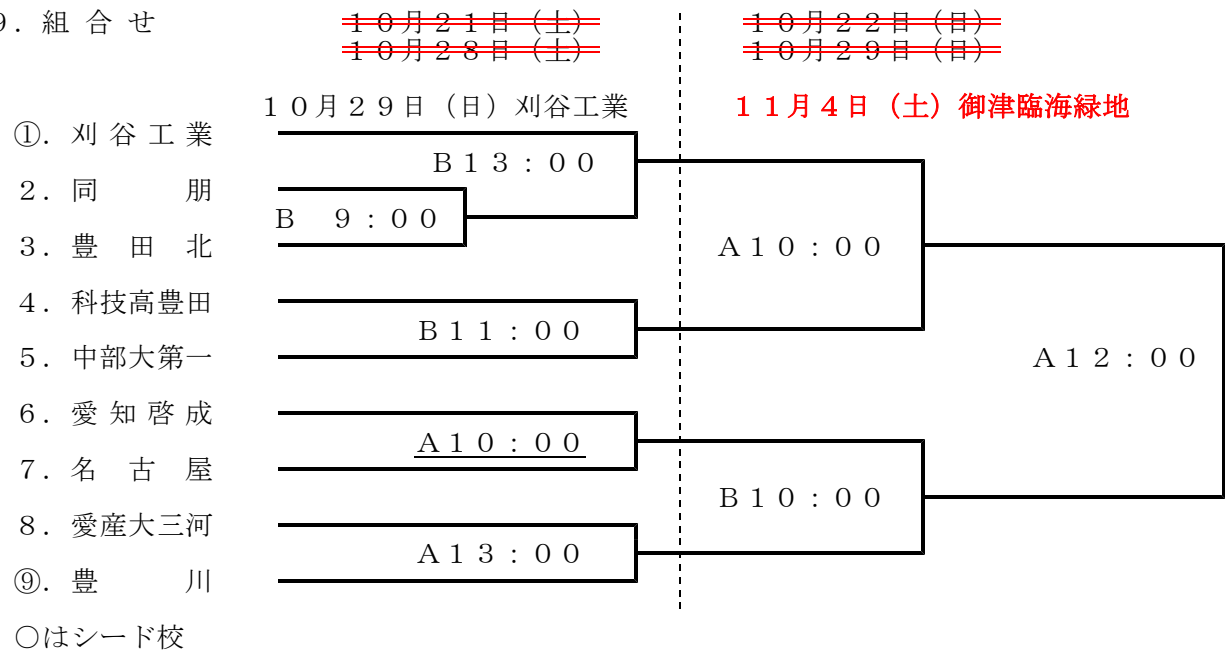 9．組 合 せ
１０月２１日（土）　１０月２２日（日）
１０月２８日（土）　１０月２９日（日）
１０月２９日（日）刈谷工業　１１月４日（土）御津臨海緑地
①．刈 谷 工 業
Ｂ１３：００
２．同　　　朋
Ｂ　９：００
３．豊　田　北
Ａ１０：００
４．科技高豊田
Ｂ１１：００
５．中部大第一
Ａ１２：００
６．愛 知 啓 成
Ａ１０：００
７．名　古　屋
Ｂ１０：００
８．愛産大三河
Ａ１３：００
⑨．豊　　　川
○はシード校